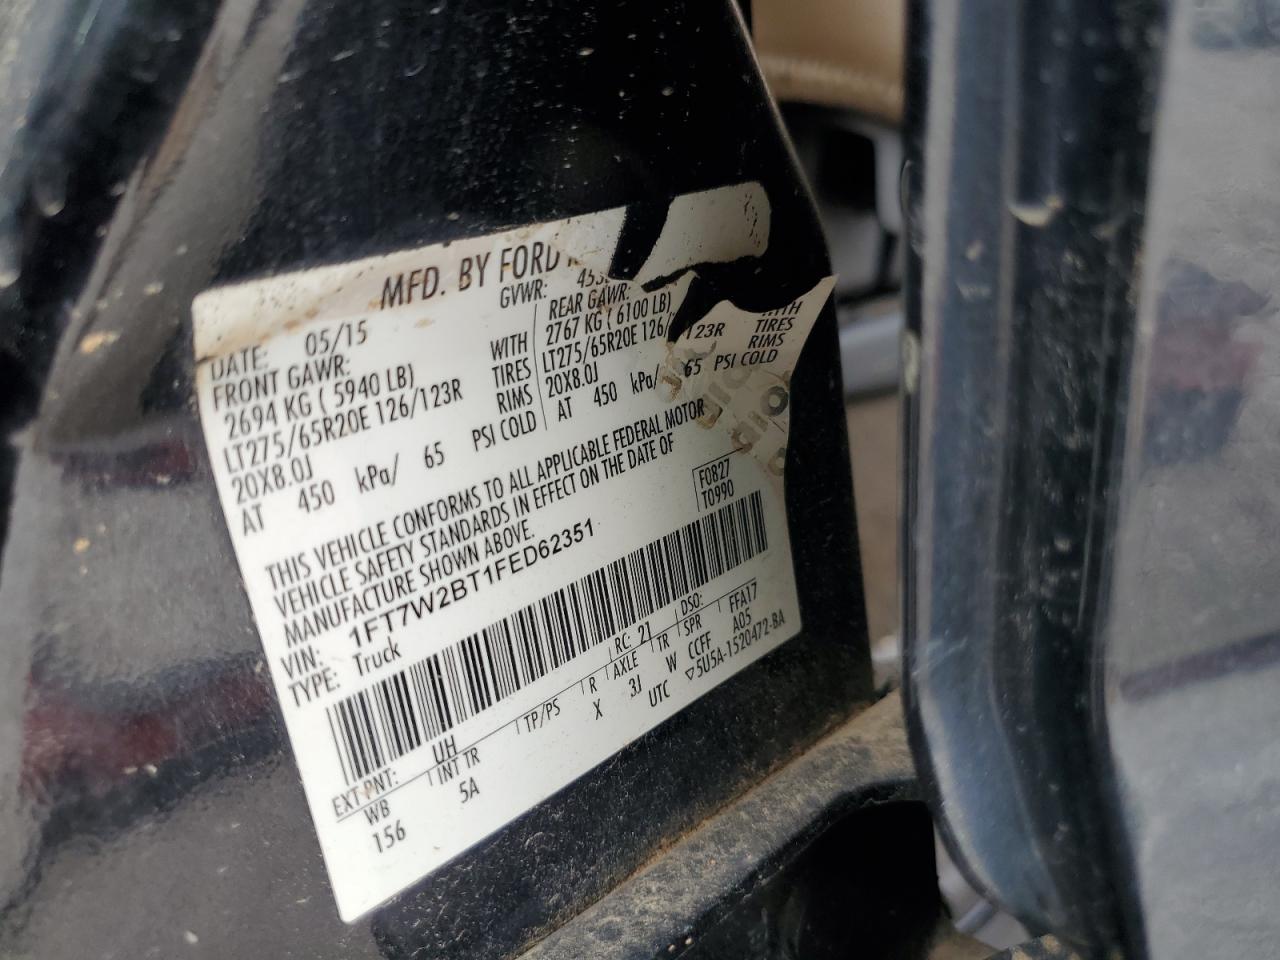 MFD. BY FORD
DATE: 05/15 GVWR:
FRONT GAWR: REAR GAWR:
2694 KG ( 5940 LB) WITH 2767 KG ( 6100 LB) WITH
LT275/65R20E 126/123R TIRES LT275/65R20E 126/123R TIRES
20X8.0J RIMS 20X8.0J RIMS
AT 450 kPa/ 65 PSI COLD AT 450 kPa/ 65 PSI COLD
THIS VEHICLE CONFORMS TO ALL APPLICABLE FEDERAL MOTOR
VEHICLE SAFETY STANDARDS IN EFFECT ON THE DATE OF
MANUFACTURE SHOWN ABOVE.
F0827
T0990
VIN: 1FT7W2BT1FED62351
TYPE: Truck
EXT PNT: UH RC: 21 DSO:
WB INT TR TP/PS R AXLE TR SPR FFA17
156 5A X 3J W CCFF A05
UTC ▽5U5A-1520472-BA